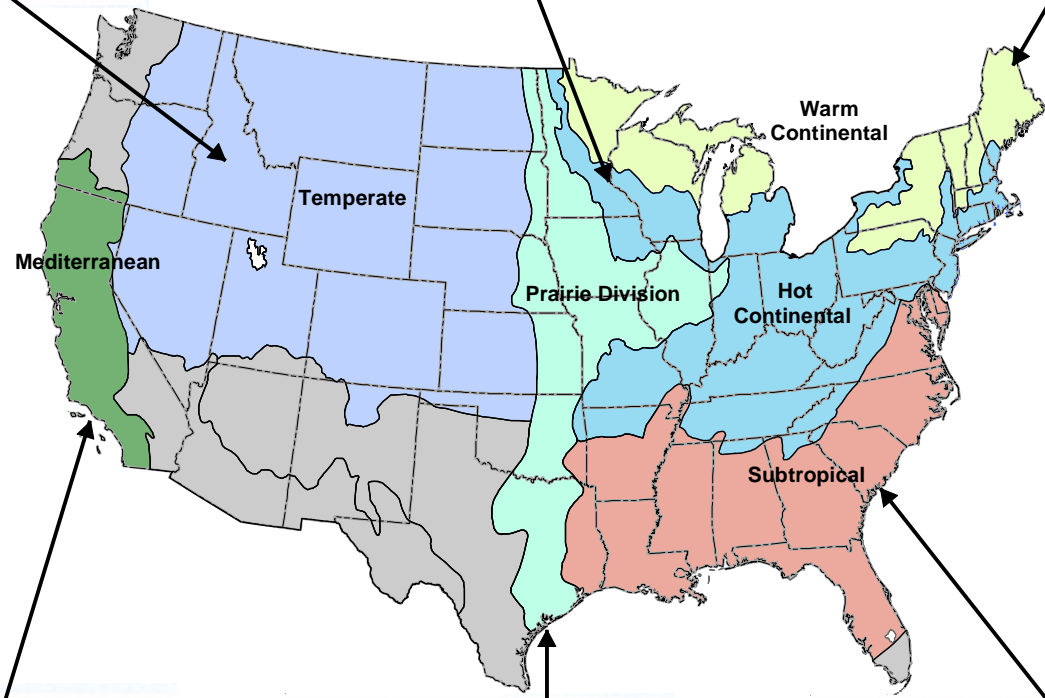 Warm
Continental
Temperate
Mediterranean
Prairie Division
Hot
Continental
Subtropical